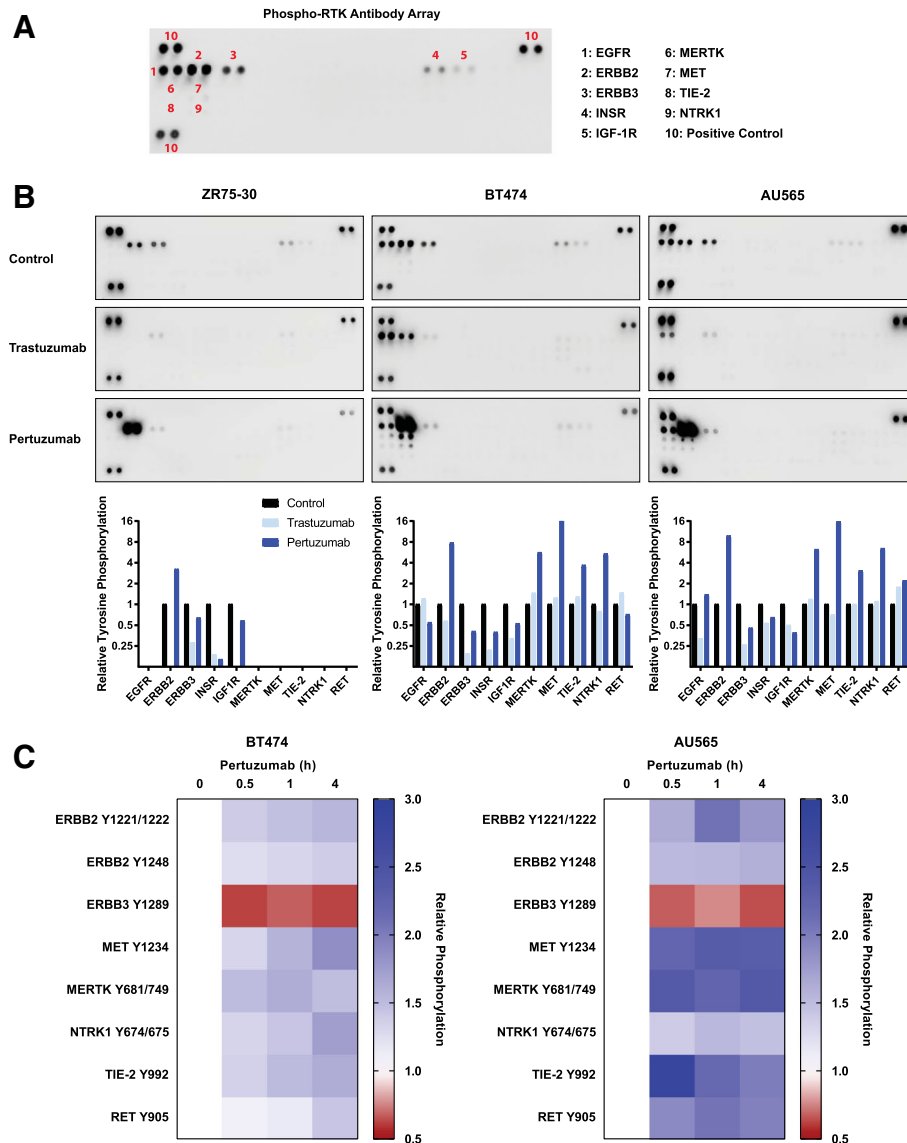 A
Phospho-RTK Antibody Array
10
10
1
2
3
4
5
6
7
8
9
10
1: EGFR
6: MERTK
2: ERBB2
7: MET
3: ERBB3
8: TIE-2
4: INSR
9: NTRK1
5: IGF-1R
10: Positive Control
B
ZR75-30
BT474
AU565
Control
Trastuzumab
Pertuzumab
Relative Tyrosine Phosphorylation
16
8
4
2
1
0.5
0.25
Control
Trastuzumab
Pertuzumab
EGFR
ERBB2
ERBB3
INSR
IGF1R
MERTK
MET
TIE-2
NTRK1
RET
Relative Tyrosine Phosphorylation
16
8
4
2
1
0.5
0.25
EGFR
ERBB2
ERBB3
INSR
IGF1R
MERTK
MET
TIE-2
NTRK1
RET
Relative Tyrosine Phosphorylation
16
8
4
2
1
0.5
0.25
EGFR
ERBB2
ERBB3
INSR
IGF1R
MERTK
MET
TIE-2
NTRK1
RET
C
BT474
Pertuzumab (h)
0 0.5 1 4
ERBB2 Y1221/1222
ERBB2 Y1248
ERBB3 Y1289
MET Y1234
MERTK Y681/749
NTRK1 Y674/675
TIE-2 Y992
RET Y905
3.0
2.5
2.0
1.5
1.0
0.5
Relative Phosphorylation
AU565
Pertuzumab (h)
0 0.5 1 4
ERBB2 Y1221/1222
ERBB2 Y1248
ERBB3 Y1289
MET Y1234
MERTK Y681/749
NTRK1 Y674/675
TIE-2 Y992
RET Y905
3.0
2.5
2.0
1.5
1.0
0.5
Relative Phosphorylation